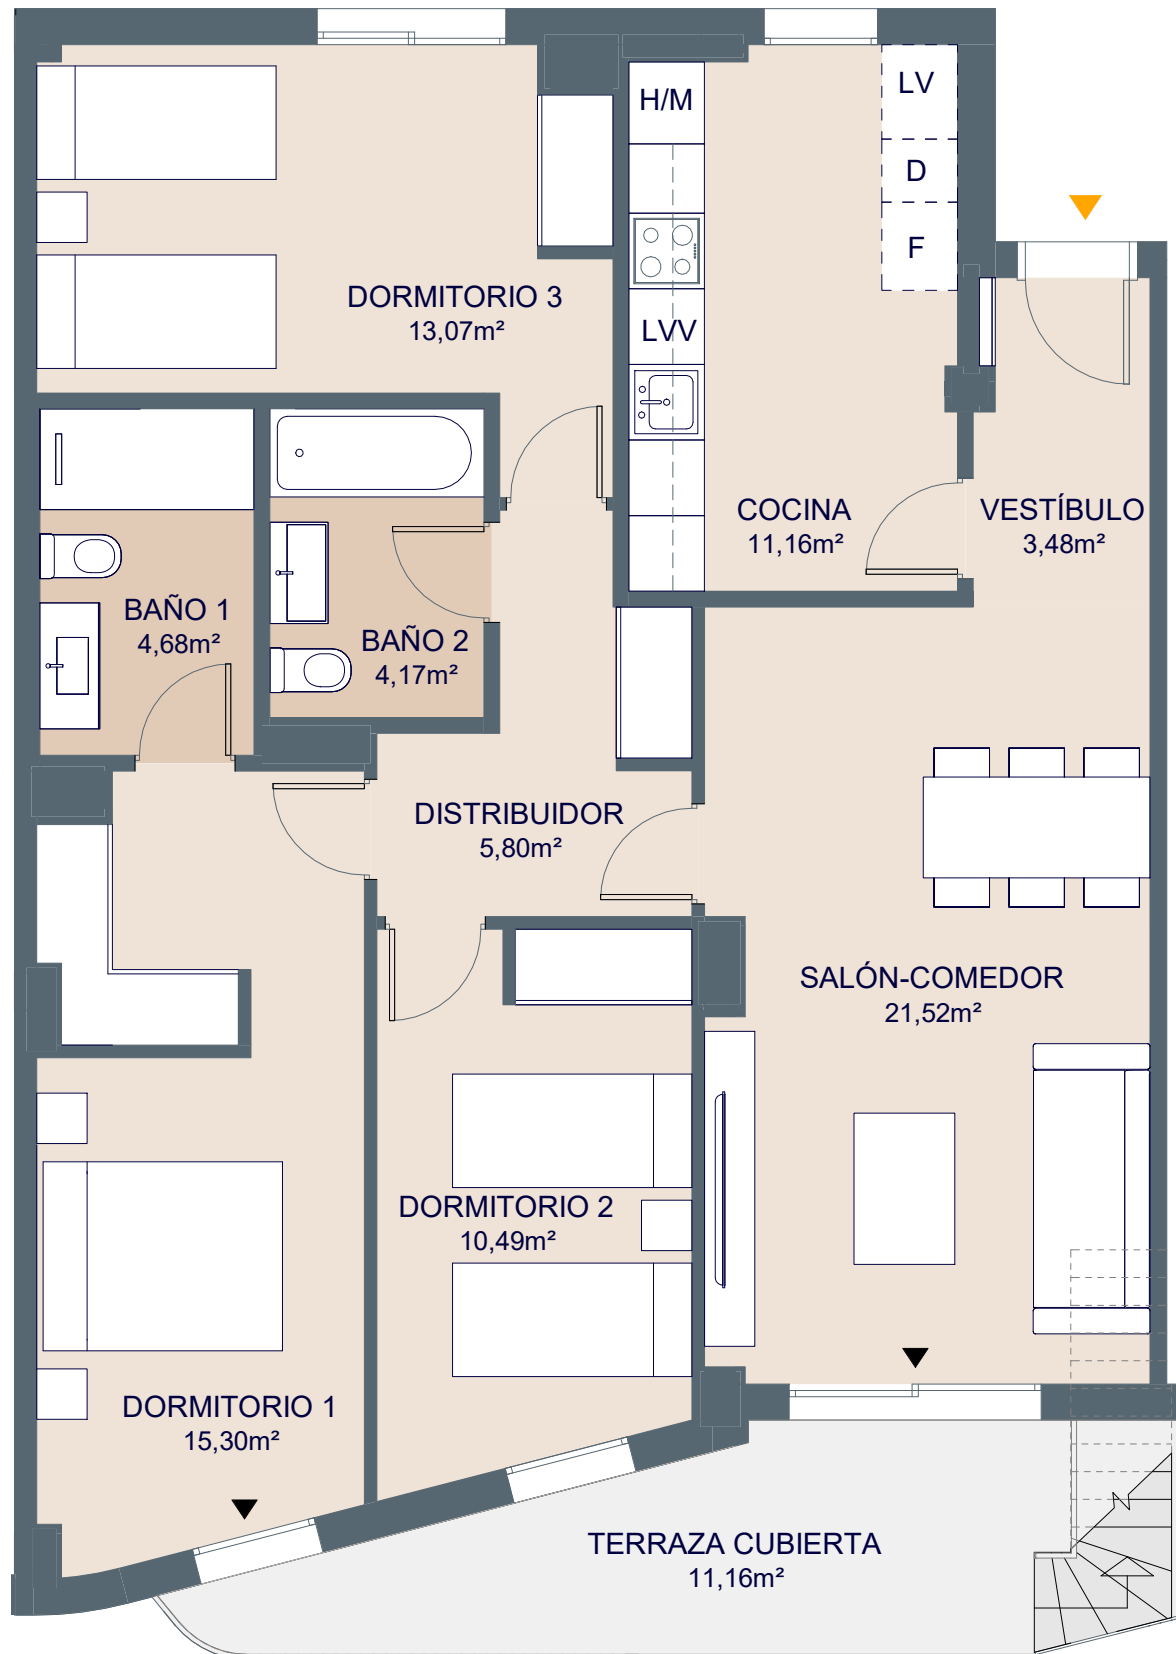 LV
H/M
D
F
DORMITORIO 3
13,07m²
LVV
COCINA
11,16m²
VESTÍBULO
3,48m²
BAÑO 1
4,68m²
BAÑO 2
4,17m²
DISTRIBUIDOR
5,80m²
SALÓN-COMEDOR
21,52m²
DORMITORIO 2
10,49m²
DORMITORIO 1
15,30m²
TERRAZA CUBIERTA
11,16m²